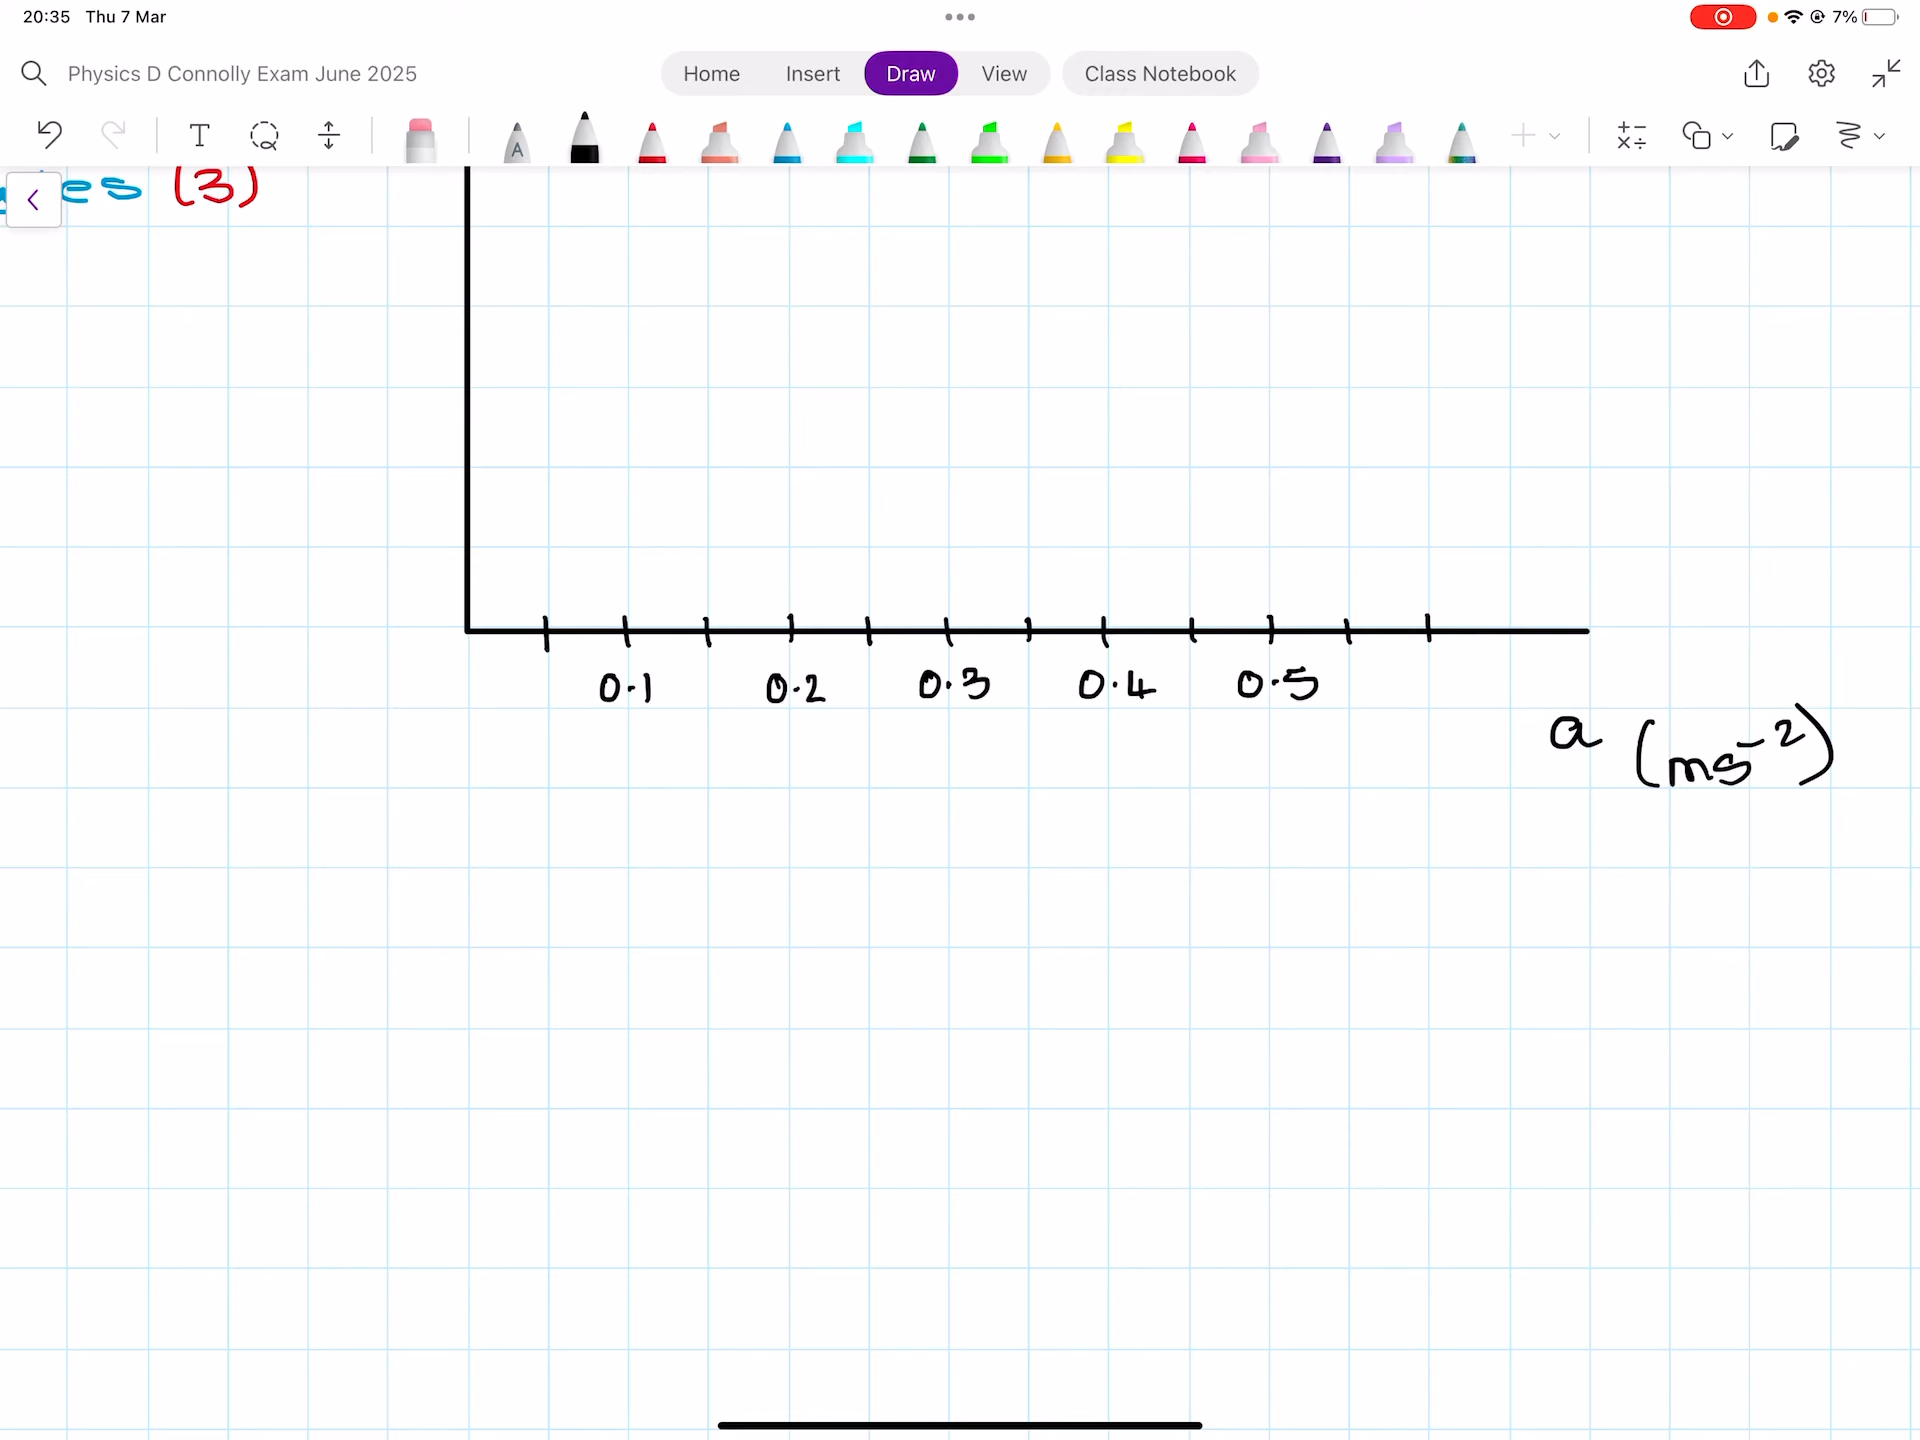 20:35 Thu 7 Mar 7%
Physics D Connolly Exam June 2025 Home Insert Draw View Class Notebook
T A
es (3)
0.1 0.2 0.3 0.4 0.5
a (ms⁻²)